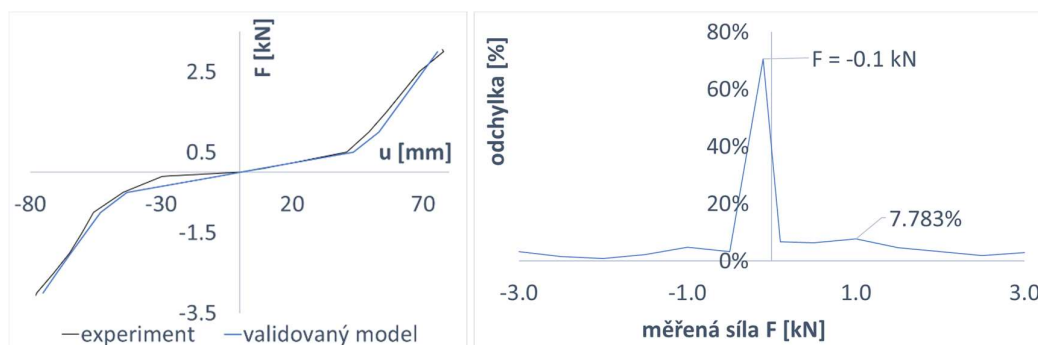 F [kN]
2.5
0.5
u [mm]
-80
-30
20
70
-1.5
-3.5
experiment
validovaný model
80%
F = -0.1 kN
60%
odchylka [%]
40%
20%
7.783%
0%
-3.0
-1.0
1.0
3.0
měřená síla F [kN]